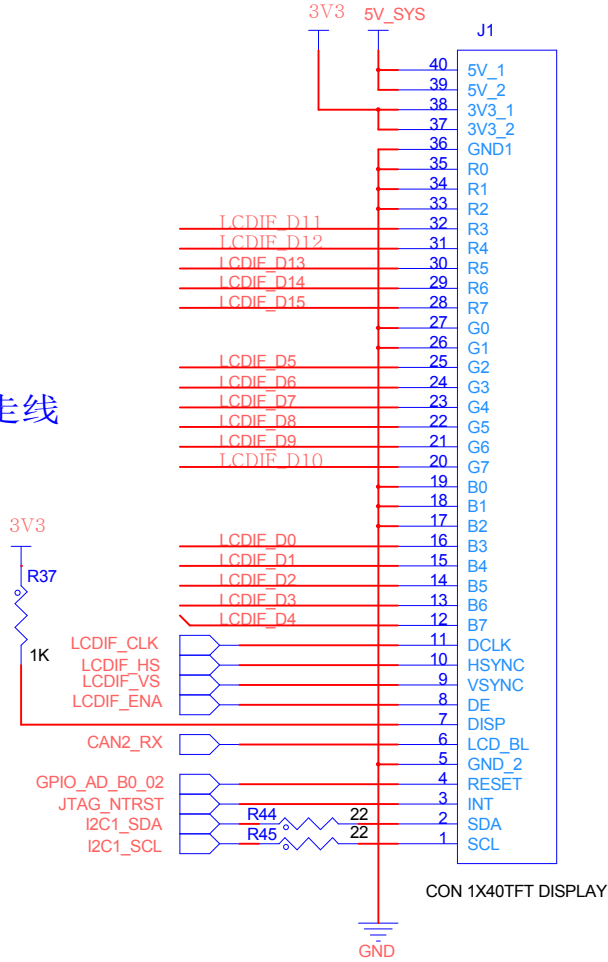 3V3 5V_SYS
J1
40 5V_1
39 5V_2
38 3V3_1
37 3V3_2
36 GND1
35 R0
34 R1
33 R2
LCDIF_D11 32 R3
LCDIF_D12 31 R4
LCDIF_D13 30 R5
LCDIF_D14 29 R6
LCDIF_D15 28 R7
27 G0
26 G1
LCDIF_D5 25 G2
LCDIF_D6 24 G3
LCDIF_D7 23 G4
走线
LCDIF_D8 22 G5
LCDIF_D9 21 G6
LCDIF_D10 20 G7
19 B0
18 B1
17 B2
3V3
LCDIF_D0 16 B3
LCDIF_D1 15 B4
R37
LCDIF_D2 14 B5
LCDIF_D3 13 B6
LCDIF_D4 12 B7
LCDIF_CLK 11 DCLK
1K
LCDIF_HS 10 HSYNC
LCDIF_VS 9 VSYNC
LCDIF_ENA 8 DE
7 DISP
CAN2_RX 6 LCD_BL
5 GND_2
GPIO_AD_B0_02 4 RESET
JTAG_NTRST 3 INT
I2C1_SDA R44 22 2 SDA
I2C1_SCL R45 22 1 SCL
CON 1X40TFT DISPLAY
GND